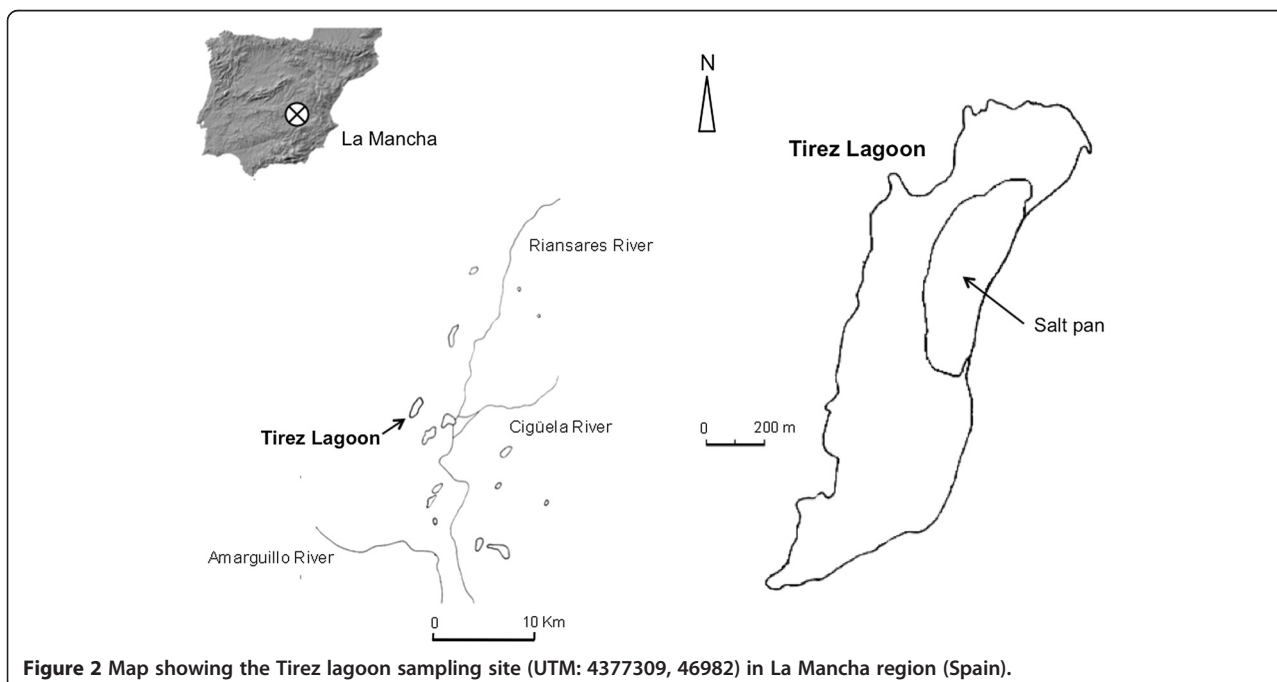 La Mancha
N
Tirez Lagoon
Riansares River
Salt pan
0 200 m
Tirez Lagoon
Cigüela River
Amarguillo River
0 10 Km
Figure 2 Map showing the Tirez lagoon sampling site (UTM: 4377309, 46982) in La Mancha region (Spain).